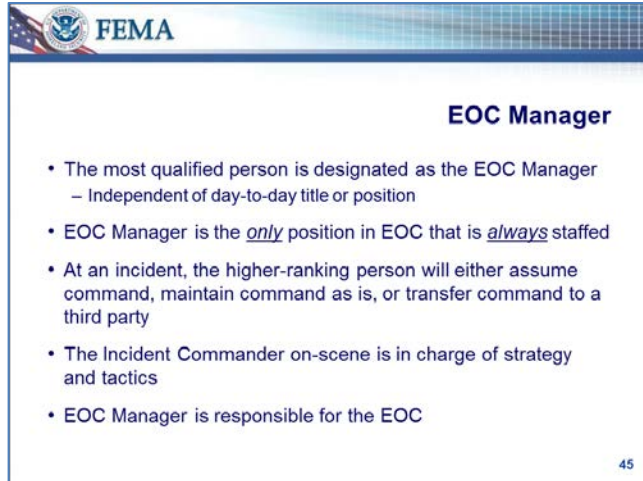 FEMA
EOC Manager
• The most qualified person is designated as the EOC Manager
– Independent of day-to-day title or position
• EOC Manager is the only position in EOC that is always staffed
• At an incident, the higher-ranking person will either assume
command, maintain command as is, or transfer command to a
third party
• The Incident Commander on-scene is in charge of strategy
and tactics
• EOC Manager is responsible for the EOC
45